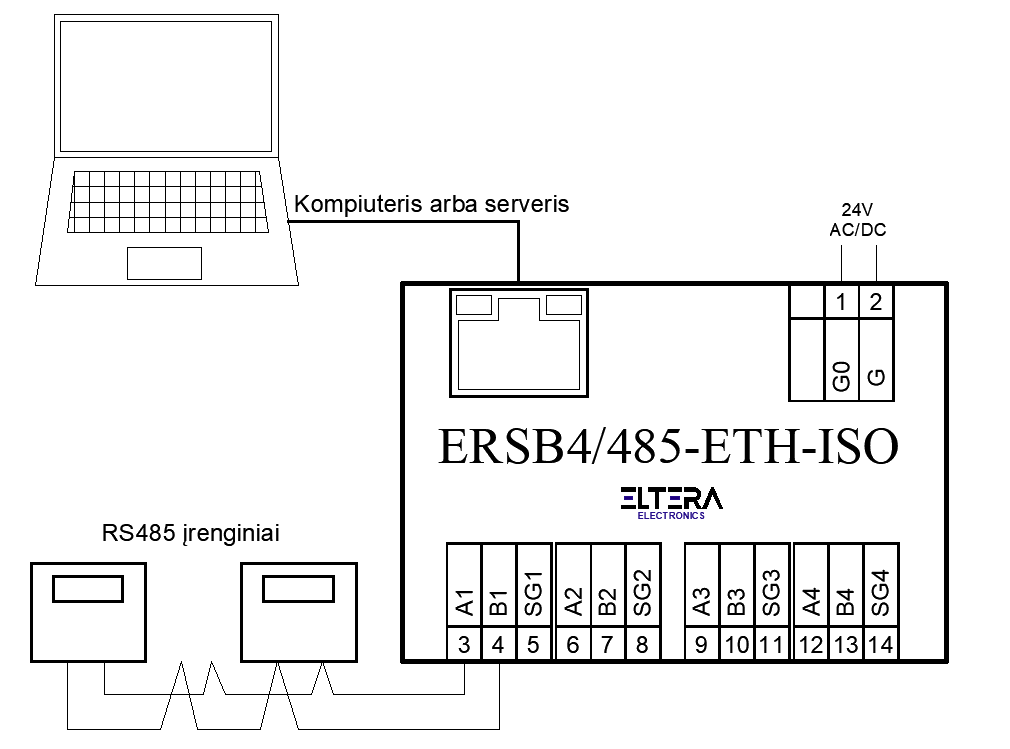 Kompiuteris arba serveris
24V
AC/DC
1 2
G0 G
ERSB4/485-ETH-ISO
ELTERA
ELECTRONICS
RS485 įrenginiai
A1 B1 SG1 A2 B2 SG2 A3 B3 SG3 A4 B4 SG4
3 4 5 6 7 8 9 10 11 12 13 14